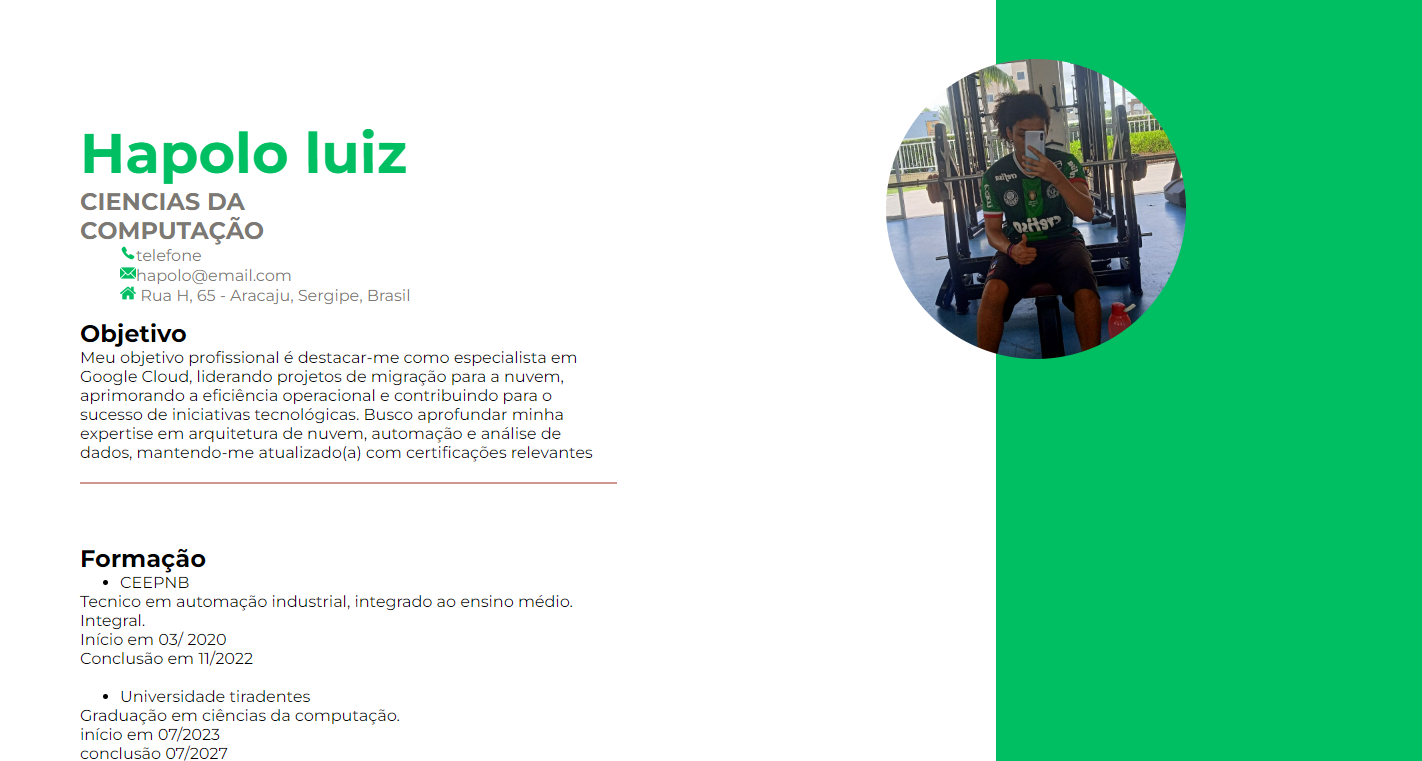 Hapolo luiz
CIENCIAS DA
COMPUTAÇÃO
telefone
hapolo@email.com
Rua H, 65 - Aracaju, Sergipe, Brasil
Objetivo
Meu objetivo profissional é destacar-me como especialista em
Google Cloud, liderando projetos de migração para a nuvem,
aprimorando a eficiência operacional e contribuindo para o
sucesso de iniciativas tecnológicas. Busco aprofundar minha
expertise em arquitetura de nuvem, automação e análise de
dados, mantendo-me atualizado(a) com certificações relevantes
Formação
• CEEPNB
Tecnico em automação industrial, integrado ao ensino médio.
Integral.
Início em 03/ 2020
Conclusão em 11/2022
• Universidade tiradentes
Graduação em ciências da computação.
início em 07/2023
conclusão 07/2027